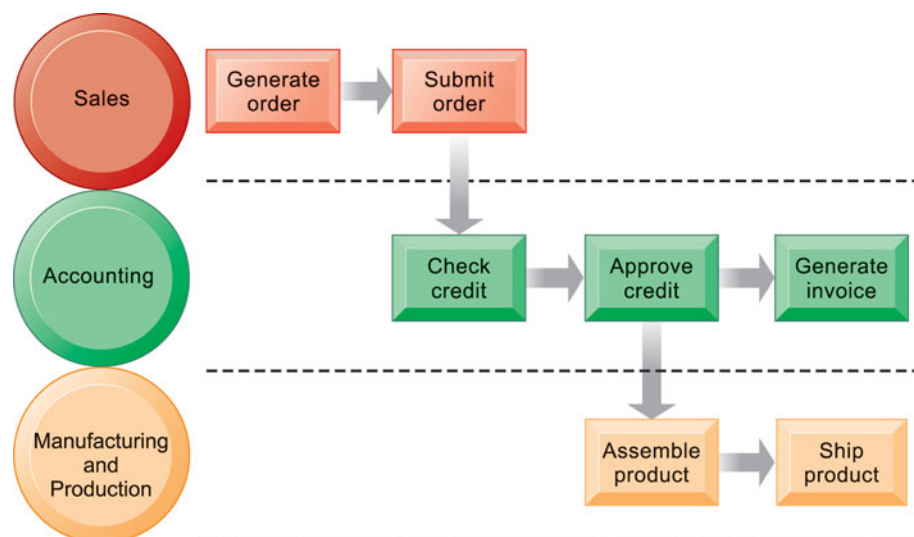 Sales
Generate
order
Submit
order
Accounting
Check
credit
Approve
credit
Generate
invoice
Manufacturing
and
Production
Assemble
product
Ship
product